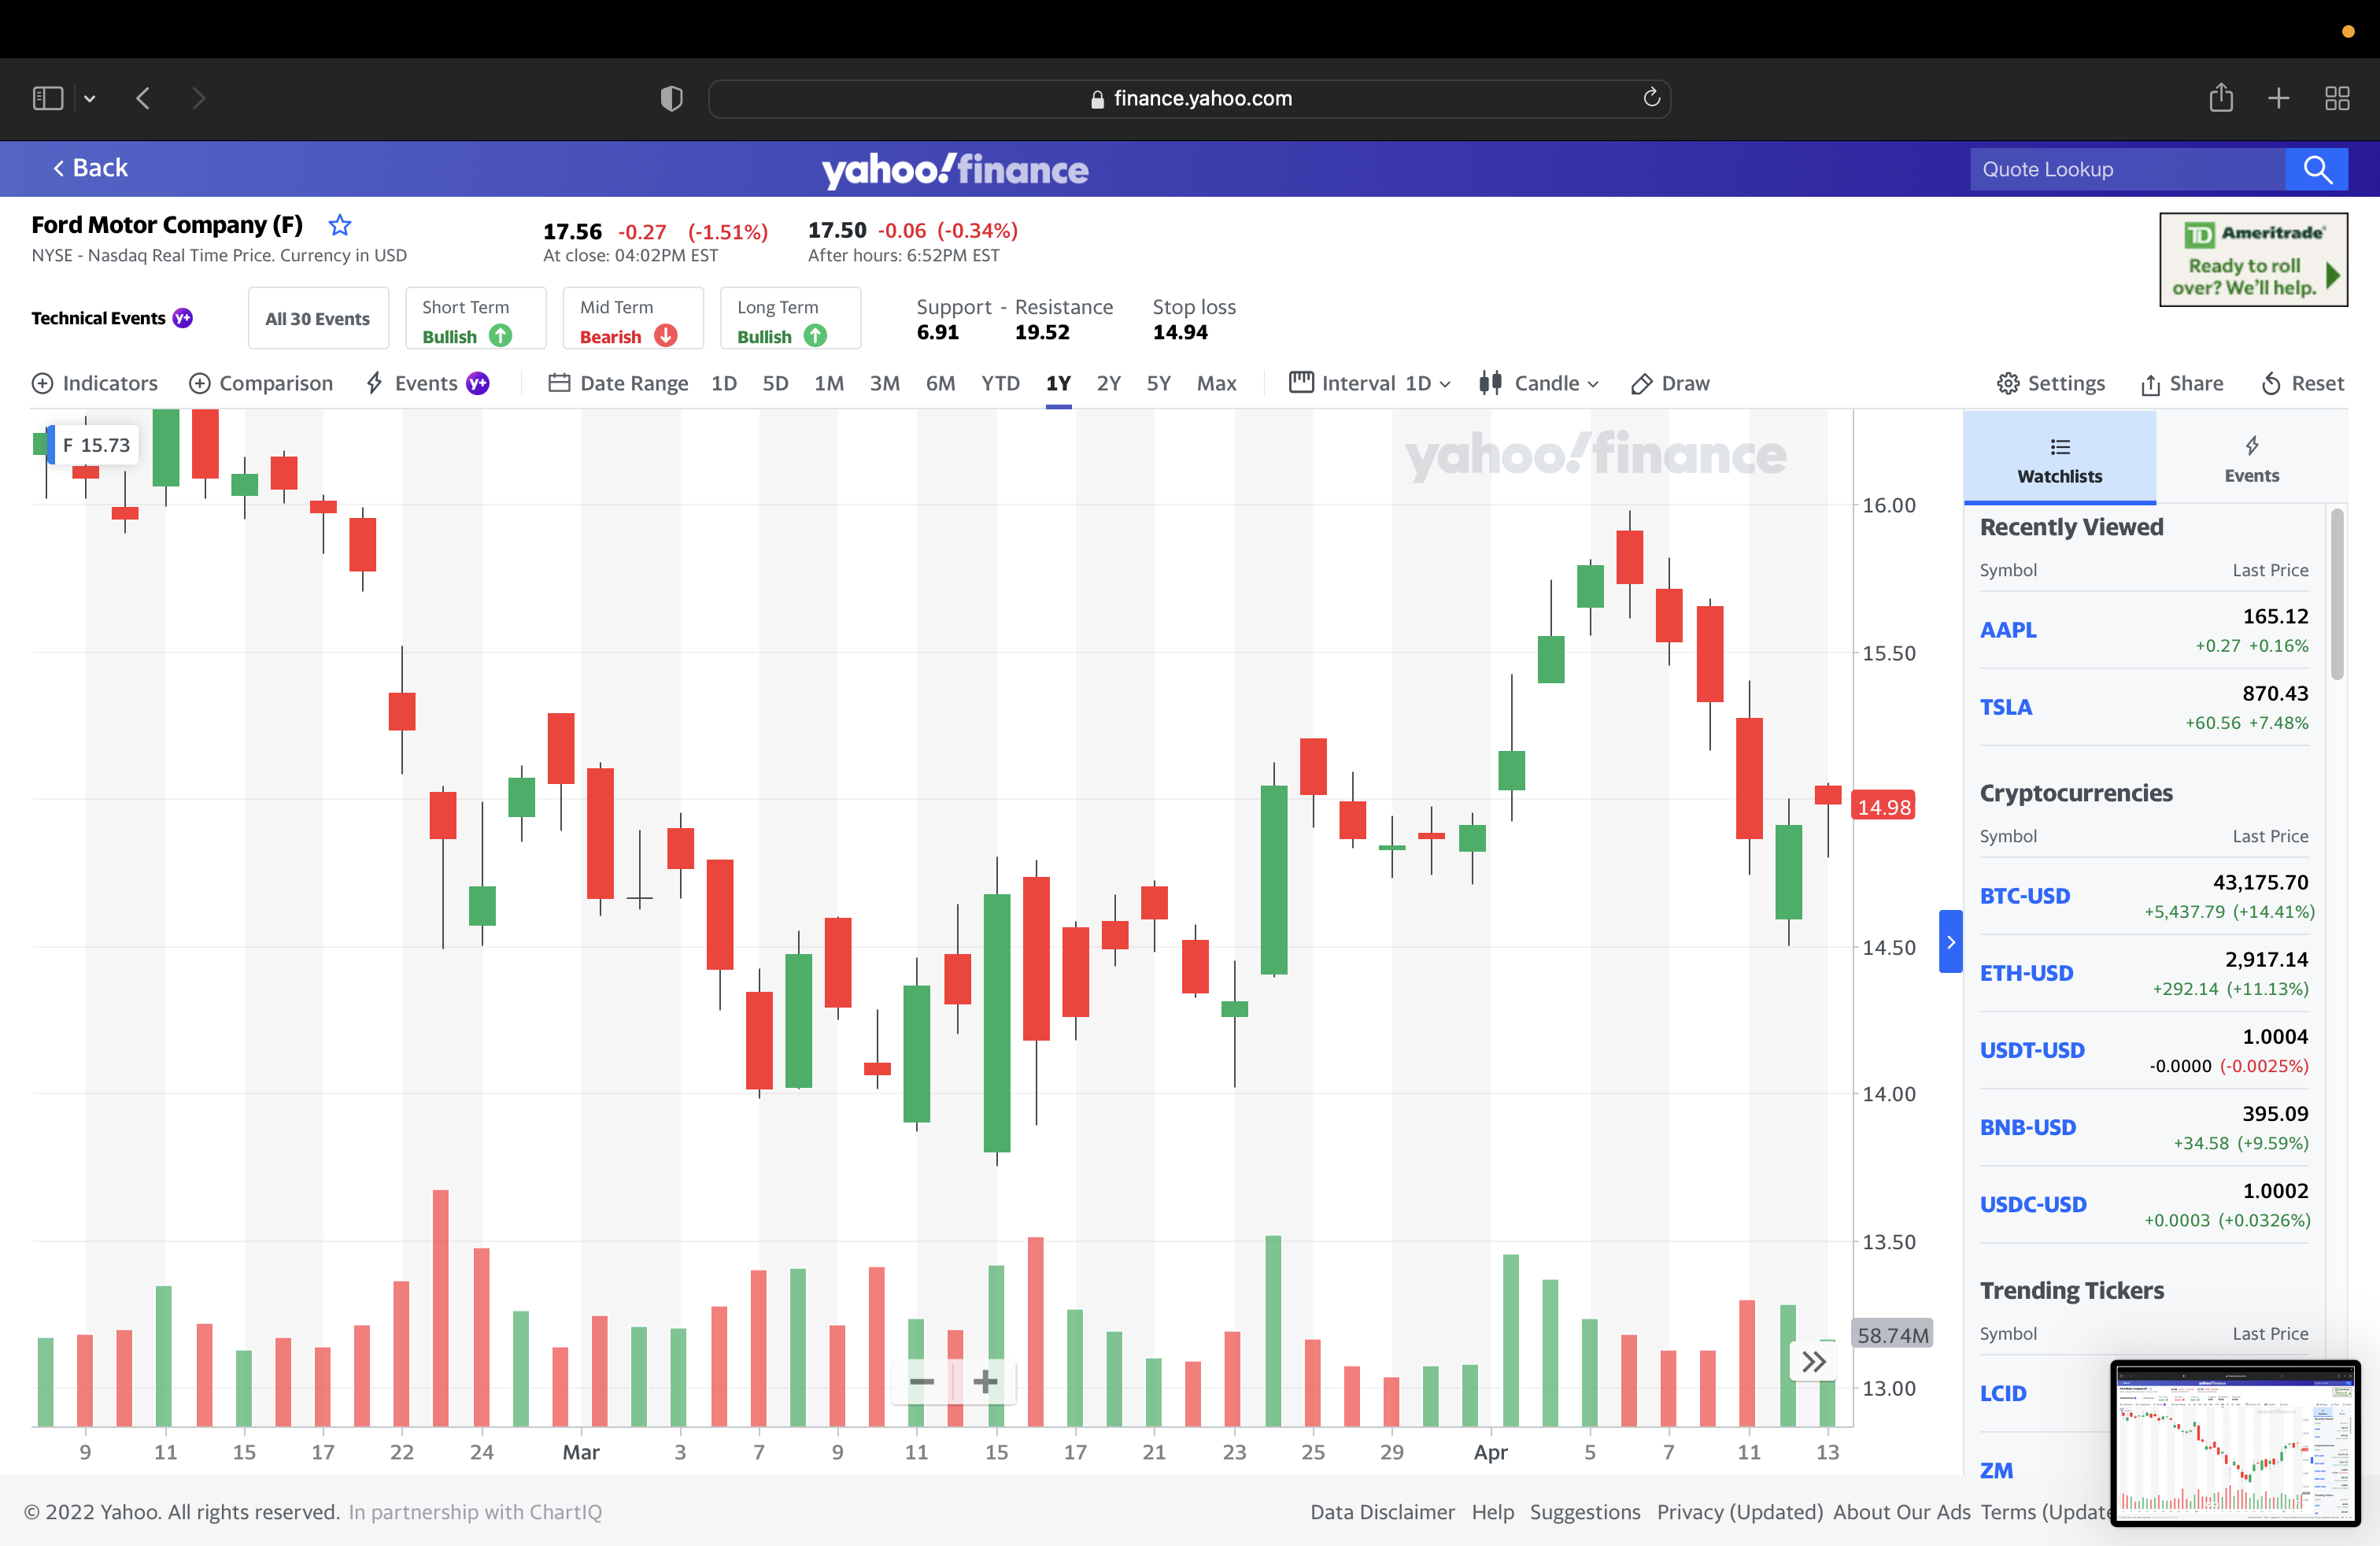 finance.yahoo.com
Back
yahoo!finance
Quote Lookup
Ford Motor Company (F)
NYSE - Nasdaq Real Time Price. Currency in USD
17.56 -0.27 (-1.51%)
At close: 04:02PM EST
17.50 -0.06 (-0.34%)
After hours: 6:52PM EST
TD Ameritrade
Ready to roll
over? We'll help.
Technical Events Y+
All 30 Events
Short Term
Bullish
Mid Term
Bearish
Long Term
Bullish
Support - Resistance
6.91 19.52
Stop loss
14.94
Indicators Comparison Events Y+ Date Range 1D 5D 1M 3M 6M YTD 1Y 2Y 5Y Max Interval 1D Candle Draw Settings Share Reset
F 15.73
yahoo!finance
16.00
15.50
14.98
14.50
14.00
13.50
58.74M
13.00
9 11 15 17 22 24 Mar 3 7 9 11 15 17 21 23 25 29 Apr 5 7 11 13
Watchlists
Events
Recently Viewed
Symbol Last Price
AAPL 165.12
+0.27 +0.16%
TSLA 870.43
+60.56 +7.48%
Cryptocurrencies
Symbol Last Price
BTC-USD 43,175.70
+5,437.79 (+14.41%)
ETH-USD 2,917.14
+292.14 (+11.13%)
USDT-USD 1.0004
-0.0000 (-0.0025%)
BNB-USD 395.09
+34.58 (+9.59%)
USDC-USD 1.0002
+0.0003 (+0.0326%)
Trending Tickers
Symbol Last Price
LCID
ZM
© 2022 Yahoo. All rights reserved. In partnership with ChartIQ
Data Disclaimer Help Suggestions Privacy (Updated) About Our Ads Terms (Update